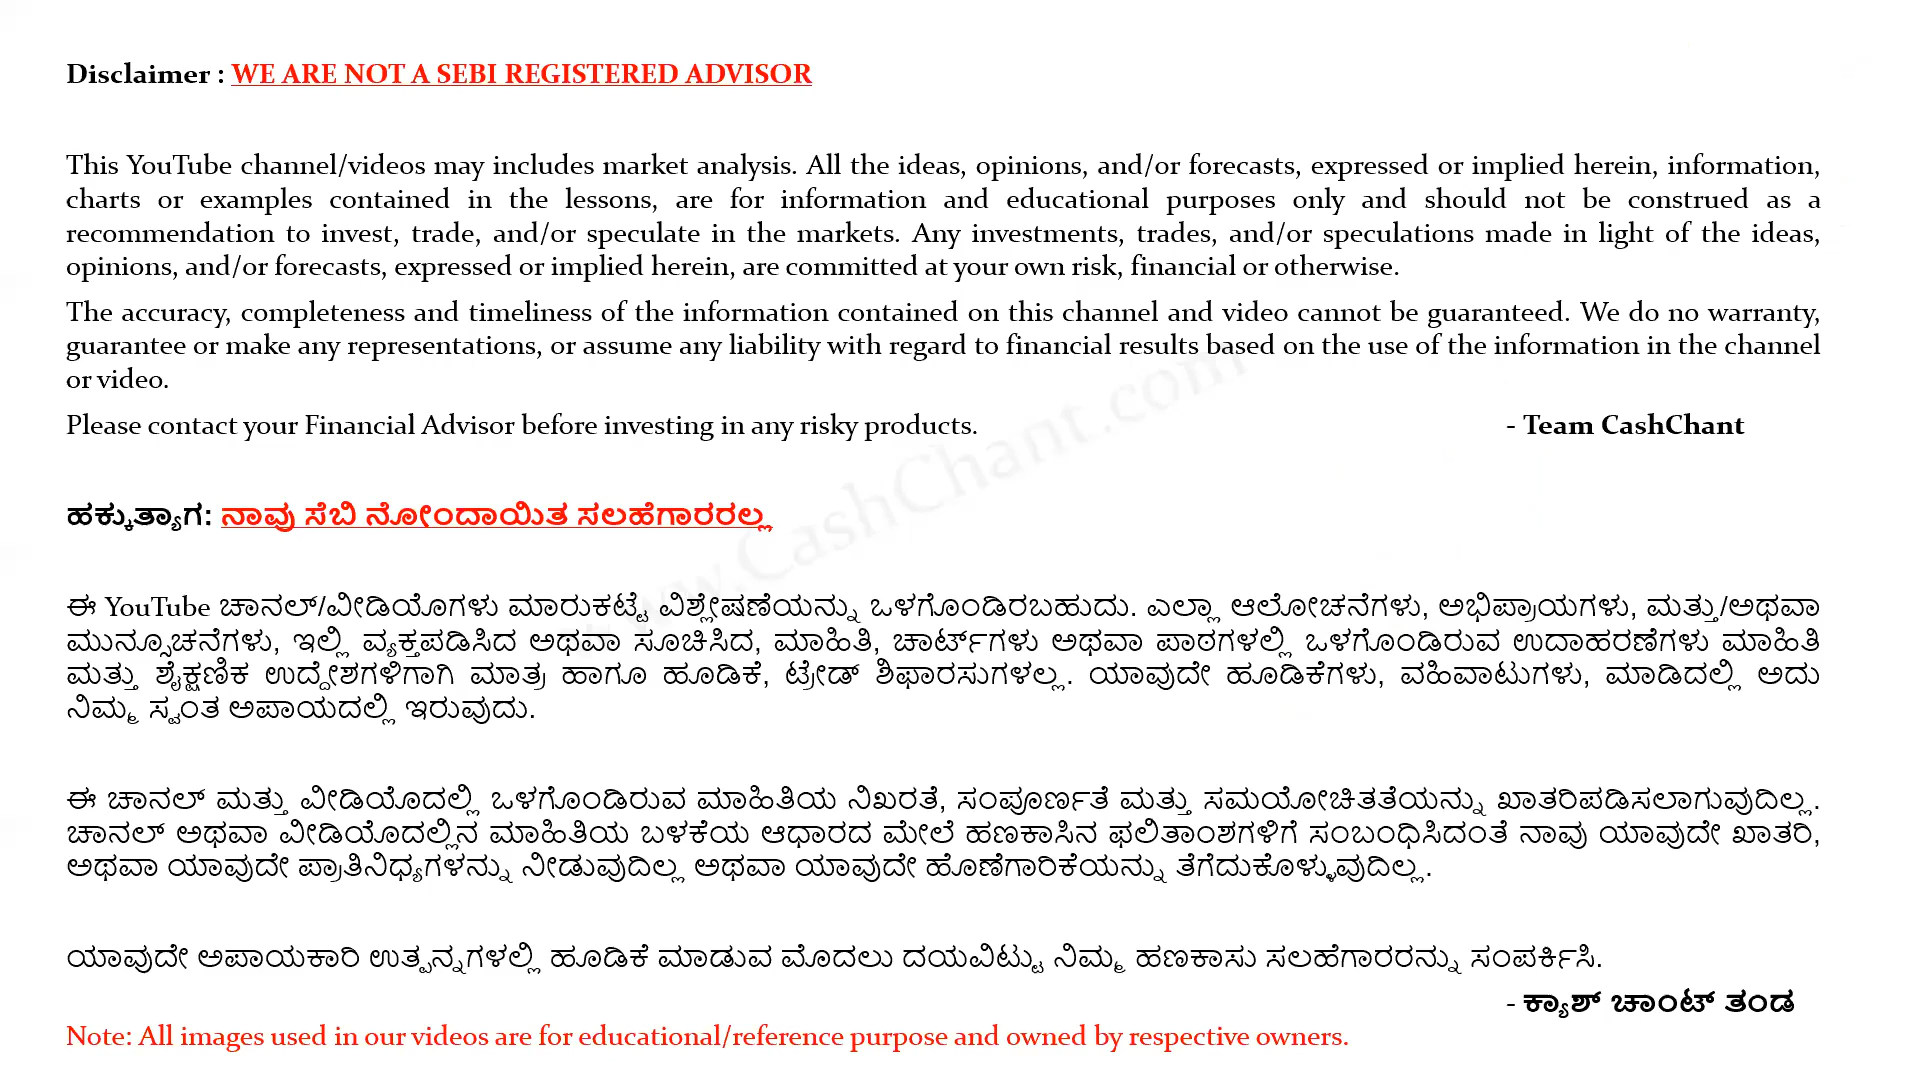 Disclaimer : WE ARE NOT A SEBI REGISTERED ADVISOR
This YouTube channel/videos may includes market analysis. All the ideas, opinions, and/or forecasts, expressed or implied herein, information,
charts or examples contained in the lessons, are for information and educational purposes only and should not be construed as a
recommendation to invest, trade, and/or speculate in the markets. Any investments, trades, and/or speculations made in light of the ideas,
opinions, and/or forecasts, expressed or implied herein, are committed at your own risk, financial or otherwise.
The accuracy, completeness and timeliness of the information contained on this channel and video cannot be guaranteed. We do no warranty,
guarantee or make any representations, or assume any liability with regard to financial results based on the use of the information in the channel
or video.
Please contact your Financial Advisor before investing in any risky products. - Team CashChant
www.CashChant.com
ಹಕ್ಕುತ್ಯಾಗ: ನಾವು ಸೆಬಿ ನೋಂದಾಯಿತ ಸಲಹೆಗಾರರಲ್ಲ
ಈ YouTube ಚಾನಲ್/ವೀಡಿಯೊಗಳು ಮಾರುಕಟ್ಟೆ ವಿಶ್ಲೇಷಣೆಯನ್ನು ಒಳಗೊಂಡಿರಬಹುದು. ಎಲ್ಲಾ ಆಲೋಚನೆಗಳು, ಅಭಿಪ್ರಾಯಗಳು, ಮತ್ತು/ಅಥವಾ
ಮುನ್ಸೂಚನೆಗಳು, ಇಲ್ಲಿ ವ್ಯಕ್ತಪಡಿಸಿದ ಅಥವಾ ಸೂಚಿಸಿದ, ಮಾಹಿತಿ, ಚಾರ್ಟ್‌ಗಳು ಅಥವಾ ಪಾಠಗಳಲ್ಲಿ ಒಳಗೊಂಡಿರುವ ಉದಾಹರಣೆಗಳು ಮಾಹಿತಿ
ಮತ್ತು ಶೈಕ್ಷಣಿಕ ಉದ್ದೇಶಗಳಿಗಾಗಿ ಮಾತ್ರ ಹಾಗೂ ಹೂಡಿಕೆ, ಟ್ರೇಡ್ ಶಿಫಾರಸುಗಳಲ್ಲ. ಯಾವುದೇ ಹೂಡಿಕೆಗಳು, ವಹಿವಾಟುಗಳು, ಮಾಡಿದಲ್ಲಿ ಅದು
ನಿಮ್ಮ ಸ್ವಂತ ಅಪಾಯದಲ್ಲಿ ಇರುವುದು.
ಈ ಚಾನಲ್ ಮತ್ತು ವೀಡಿಯೊದಲ್ಲಿ ಒಳಗೊಂಡಿರುವ ಮಾಹಿತಿಯ ನಿಖರತೆ, ಸಂಪೂರ್ಣತೆ ಮತ್ತು ಸಮಯೋಚಿತತೆಯನ್ನು ಖಾತರಿಪಡಿಸಲಾಗುವುದಿಲ್ಲ.
ಚಾನಲ್ ಅಥವಾ ವೀಡಿಯೊದಲ್ಲಿನ ಮಾಹಿತಿಯ ಬಳಕೆಯ ಆಧಾರದ ಮೇಲೆ ಹಣಕಾಸಿನ ಫಲಿತಾಂಶಗಳಿಗೆ ಸಂಬಂಧಿಸಿದಂತೆ ನಾವು ಯಾವುದೇ ಖಾತರಿ,
ಅಥವಾ ಯಾವುದೇ ಪ್ರಾತಿನಿಧ್ಯಗಳನ್ನು ನೀಡುವುದಿಲ್ಲ ಅಥವಾ ಯಾವುದೇ ಹೊಣೆಗಾರಿಕೆಯನ್ನು ತೆಗೆದುಕೊಳ್ಳುವುದಿಲ್ಲ.
ಯಾವುದೇ ಅಪಾಯಕಾರಿ ಉತ್ಪನ್ನಗಳಲ್ಲಿ ಹೂಡಿಕೆ ಮಾಡುವ ಮೊದಲು ದಯವಿಟ್ಟು ನಿಮ್ಮ ಹಣಕಾಸು ಸಲಹೆಗಾರರನ್ನು ಸಂಪರ್ಕಿಸಿ.
- ಕ್ಯಾಶ್ ಚಾಂಟ್ ತಂಡ
Note: All images used in our videos are for educational/reference purpose and owned by respective owners.